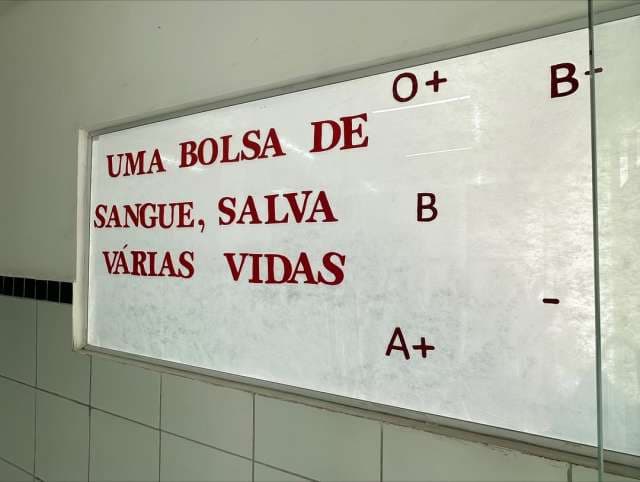 UMA BOLSA DE
SANGUE, SALVA
VÁRIAS VIDAS
O+
B-
B
-
A+